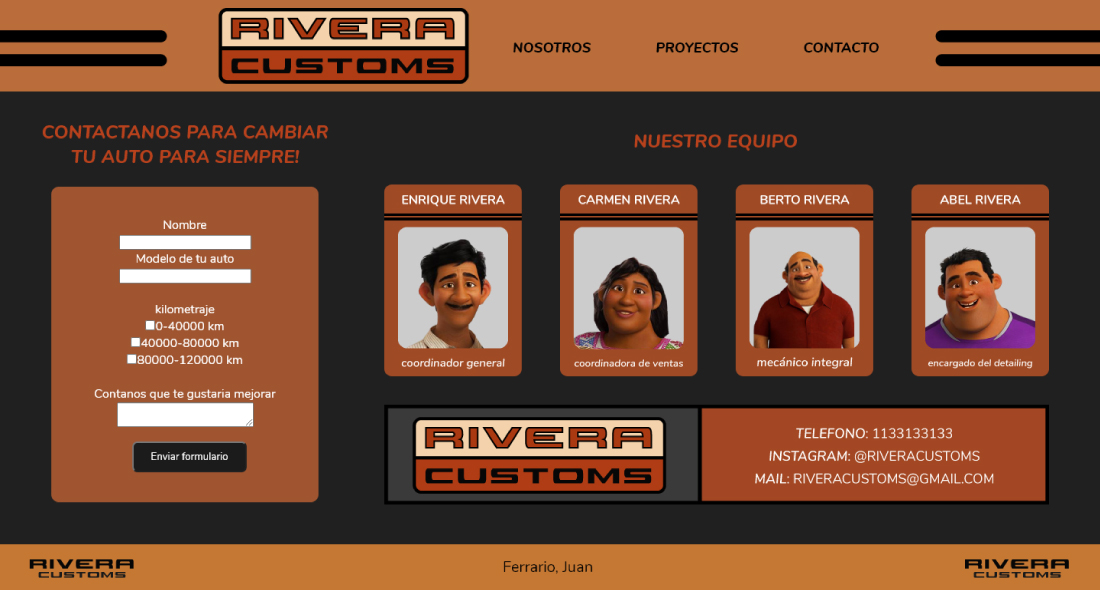 RIVERA
CUSTOMS
NOSOTROS
PROYECTOS
CONTACTO
CONTACTANOS PARA CAMBIAR
TU AUTO PARA SIEMPRE!
Nombre
Modelo de tu auto
kilometraje
0-40000 km
40000-80000 km
80000-120000 km
Contanos que te gustaria mejorar
Enviar formulario
NUESTRO EQUIPO
ENRIQUE RIVERA
coordinador general
CARMEN RIVERA
coordinadora de ventas
BERTO RIVERA
mecánico integral
ABEL RIVERA
encargado del detailing
RIVERA
CUSTOMS
TELEFONO: 1133133133
INSTAGRAM: @RIVERACUSTOMS
MAIL: RIVERACUSTOMS@GMAIL.COM
RIVERA
CUSTOMS
Ferrario, Juan
RIVERA
CUSTOMS